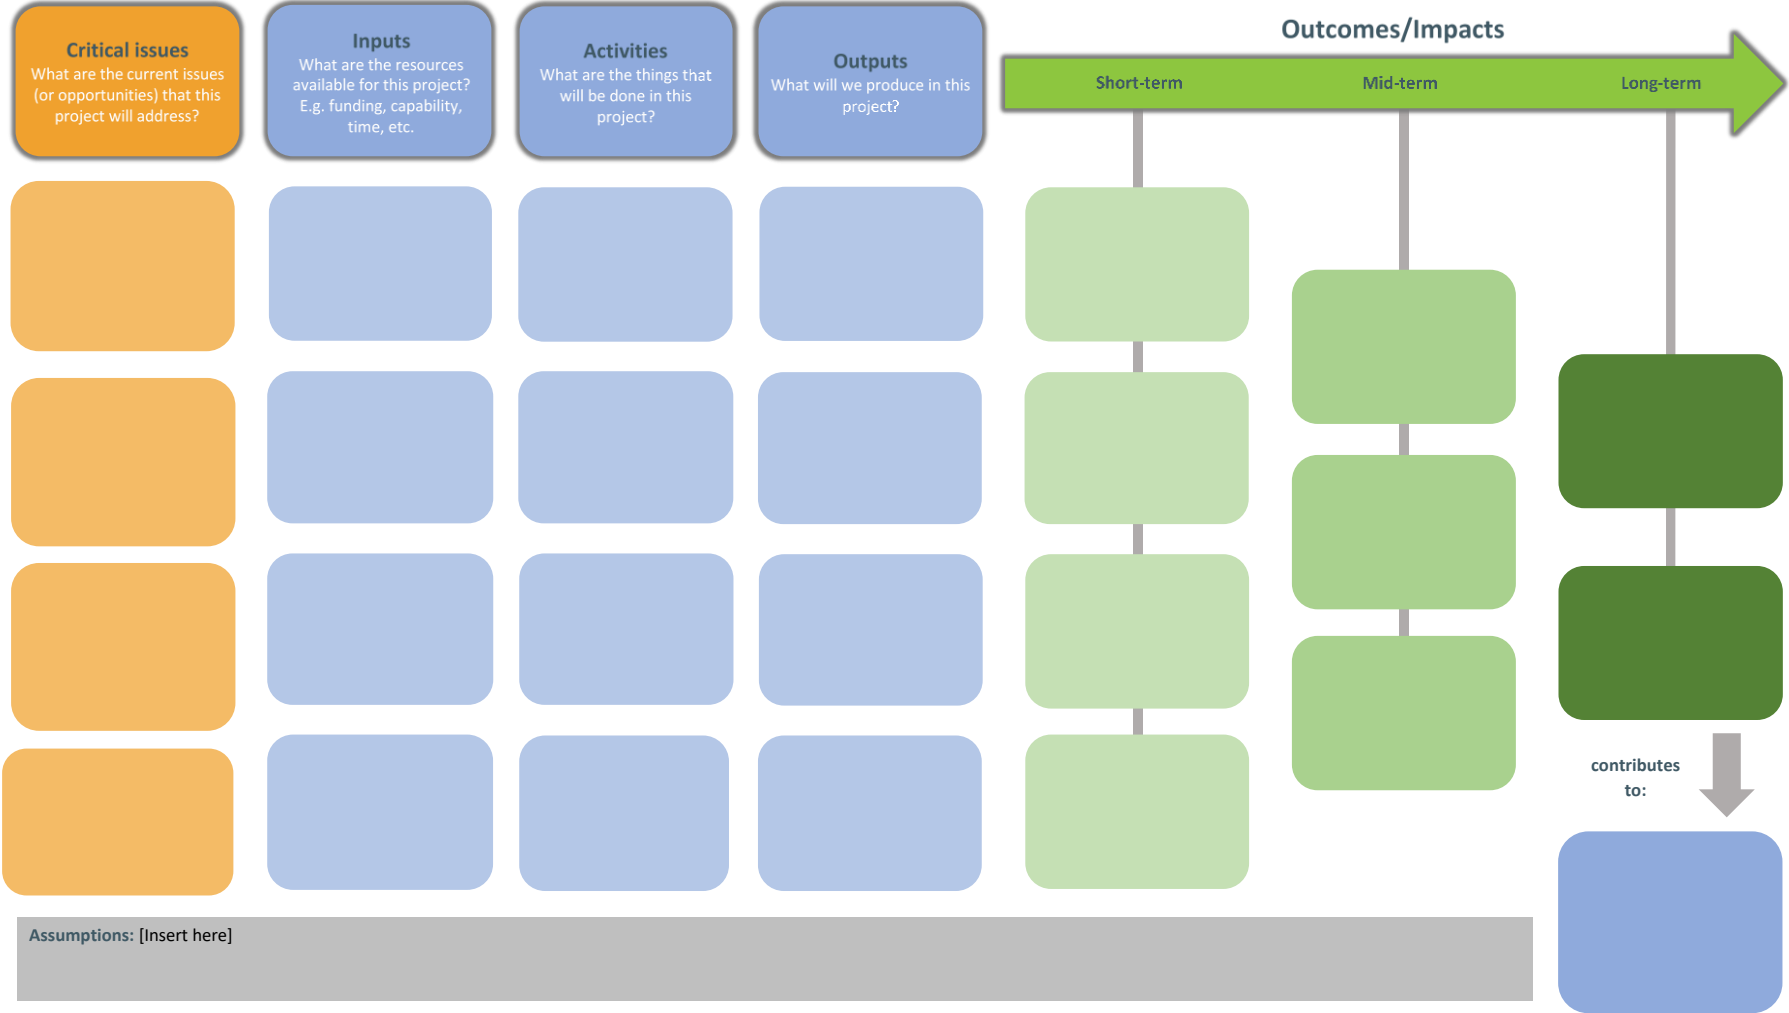 Critical issues
What are the current issues
(or opportunities) that this
project will address?
Inputs
What are the resources
available for this project?
E.g. funding, capability,
time, etc.
Activities
What are the things that
will be done in this
project?
Outputs
What will we produce in this
project?
Outcomes/Impacts
Short-term
Mid-term
Long-term
contributes
to:
Assumptions: [Insert here]